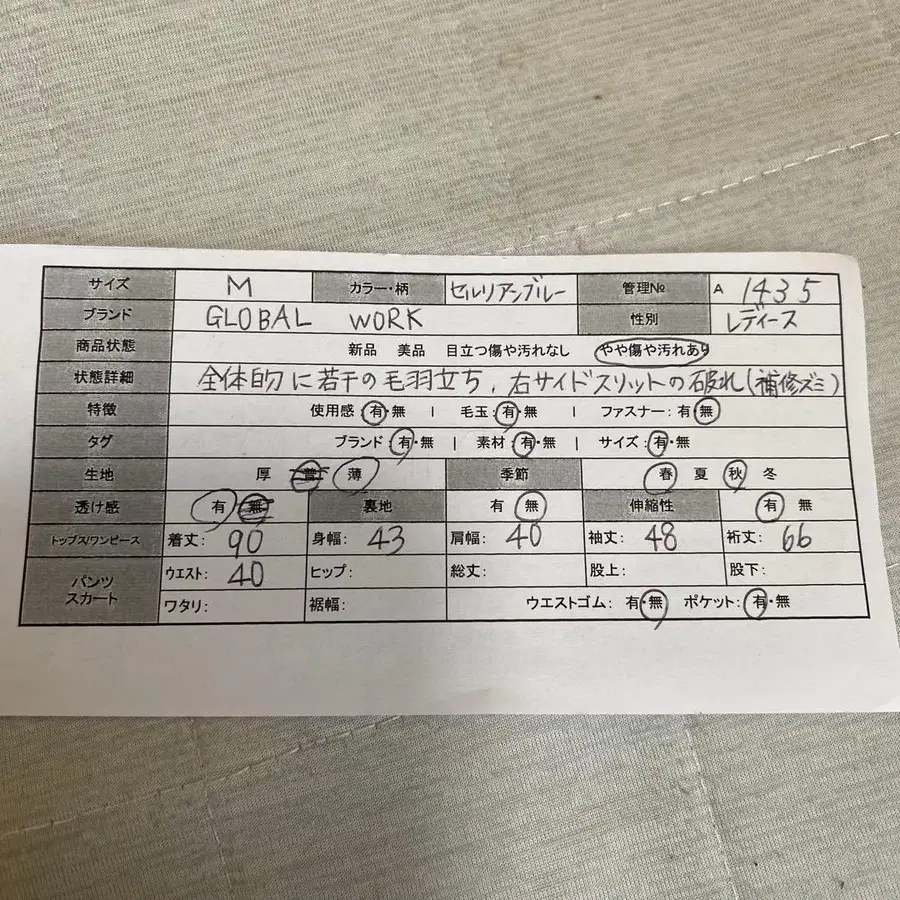 サイズ M カラー・柄 セルリアンブルー 管理№ A 1435
ブランド GLOBAL WORK 性別 レディース
商品状態 新品 美品 目立つ傷や汚れなし やや傷や汚れあり
状態詳細 全体的に若干の毛羽立ち、右サイドスリットの破れ(補修ズミ)
特徴 使用感:有・無 | 毛玉:有・無 | ファスナー:有・無
タグ ブランド:有・無 | 素材:有・無 | サイズ:有・無
生地 厚 普 薄 季節 春 夏 秋 冬
透け感 有・無 裏地 有・無 伸縮性 有・無
トップス/ワンピース 着丈: 90 身幅: 43 肩幅: 40 袖丈: 48 裄丈: 66
パンツ スカート ウエスト: 40 ヒップ: 総丈: 股上: 股下:
ワタリ: 裾幅: ウエストゴム: 有・無 ポケット:有・無